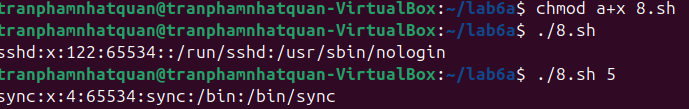 tranphamnhatquan@tranphamnhatquan-VirtualBox:~/lab6a$ chmod a+x 8.sh
tranphamnhatquan@tranphamnhatquan-VirtualBox:~/lab6a$ ./8.sh
sshd:x:122:65534::/run/sshd:/usr/sbin/nologin
tranphamnhatquan@tranphamnhatquan-VirtualBox:~/lab6a$ ./8.sh 5
sync:x:4:65534:sync:/bin:/bin/sync